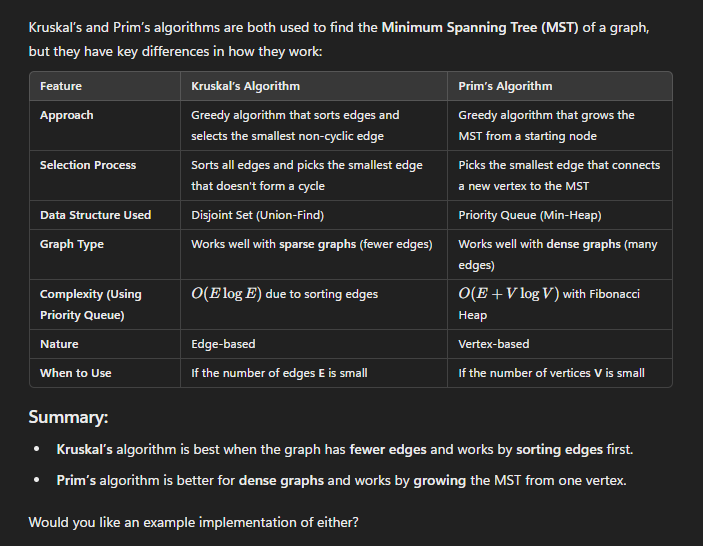 Kruskal's and Prim's algorithms are both used to find the Minimum Spanning Tree (MST) of a graph,
but they have key differences in how they work:
Feature
Kruskal's Algorithm
Prim's Algorithm
Approach
Greedy algorithm that sorts edges and
selects the smallest non-cyclic edge
Greedy algorithm that grows the
MST from a starting node
Selection Process
Sorts all edges and picks the smallest edge
that doesn't form a cycle
Picks the smallest edge that connects
a new vertex to the MST
Data Structure Used
Disjoint Set (Union-Find)
Priority Queue (Min-Heap)
Graph Type
Works well with sparse graphs (fewer edges)
Works well with dense graphs (many
edges)
Complexity (Using
Priority Queue)
O(E log E) due to sorting edges
O(E + V log V) with Fibonacci
Heap
Nature
Edge-based
Vertex-based
When to Use
If the number of edges E is small
If the number of vertices V is small
Summary:
• Kruskal's algorithm is best when the graph has fewer edges and works by sorting edges first.
• Prim's algorithm is better for dense graphs and works by growing the MST from one vertex.
Would you like an example implementation of either?